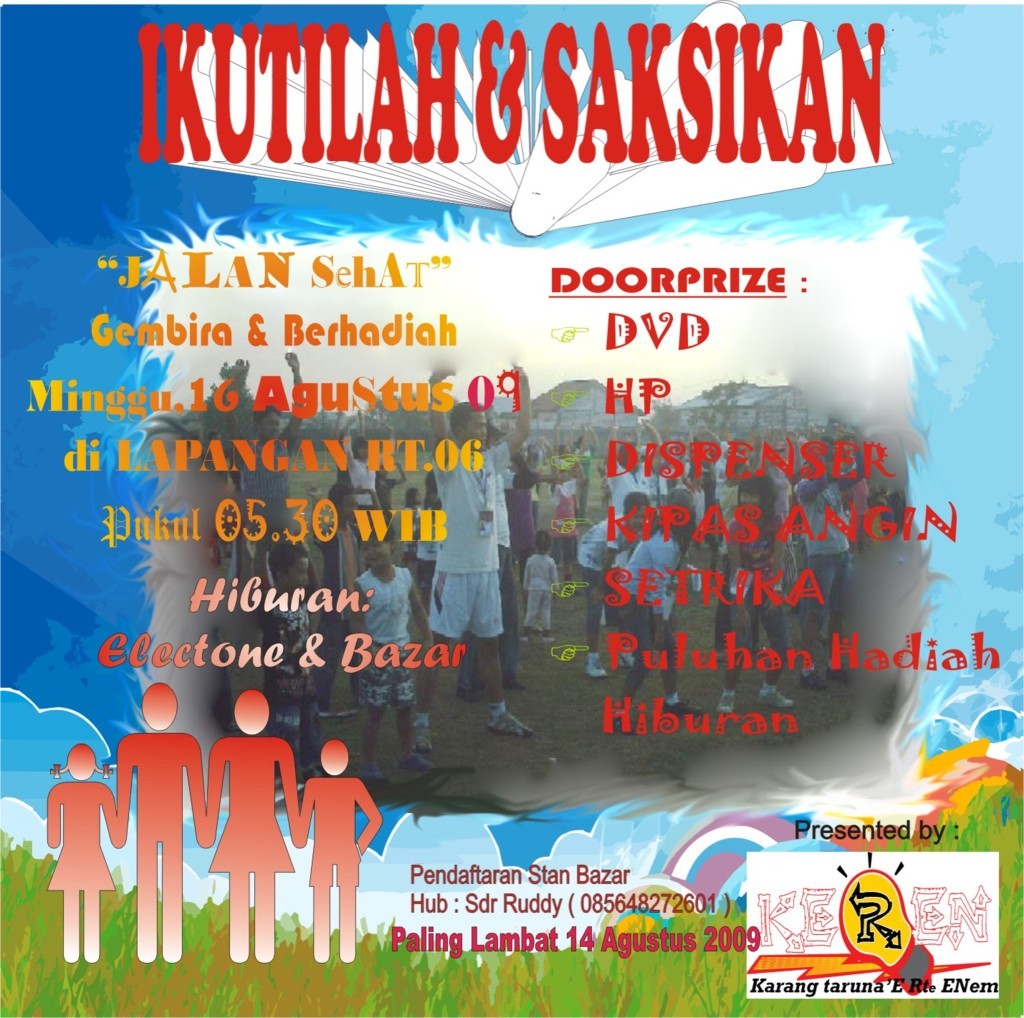 IKUTILAH & SAKSIKAN
“JALAN SehAT”
Gembira & Berhadiah
Minggu,16 AguStus 09
di LAPANGAN RT.06
Pukul 05.30 WIB
Hiburan:
Electone & Bazar
DOORPRIZE :
DVD
HP
DISPENSER
KIPAS ANGIN
SETRIKA
Puluhan Hadiah
Hiburan
Pendaftaran Stan Bazar
Hub : Sdr Ruddy ( 085648272601 )
Paling Lambat 14 Agustus 2009
Presented by :
KEREN
Karang taruna'E Rte ENem